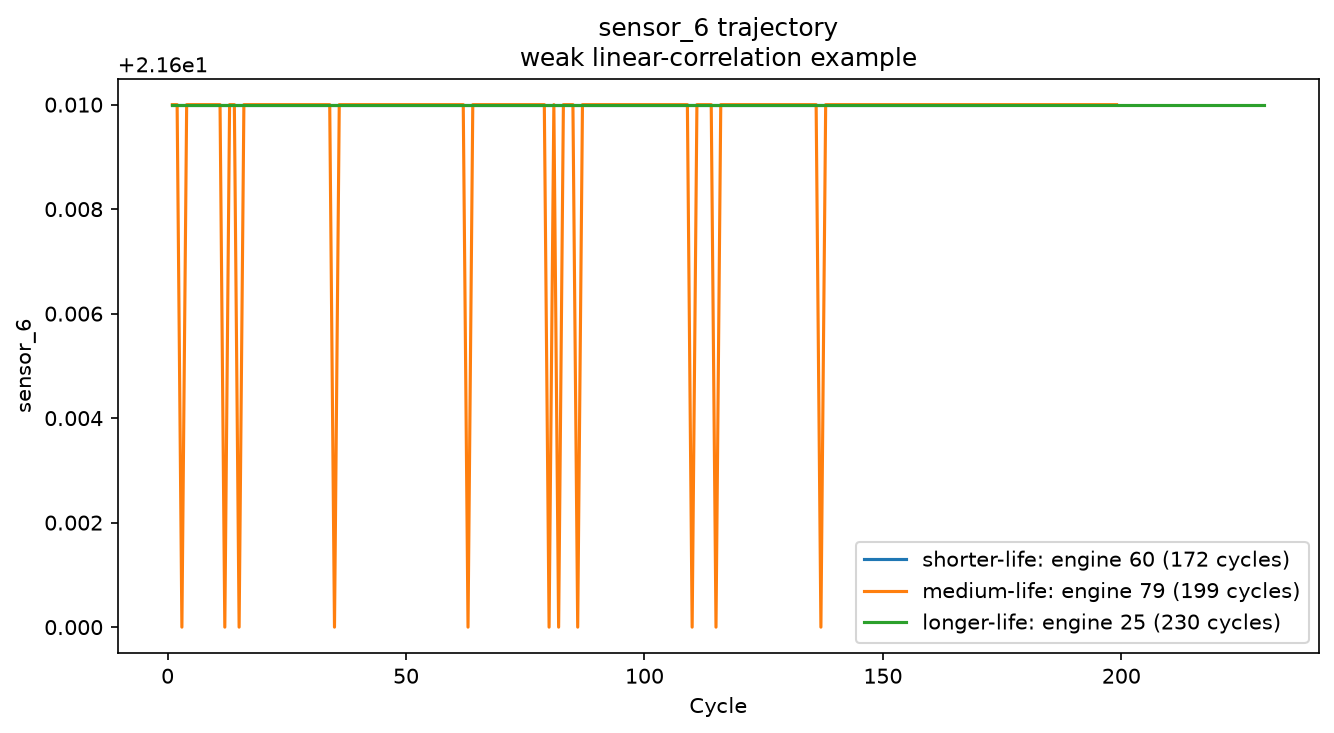 sensor_6 trajectory
weak linear-correlation example
+2.16e1
0.010
0.008
0.006
0.004
0.002
0.000
sensor_6
0
50
100
150
200
Cycle
shorter-life: engine 60 (172 cycles)
medium-life: engine 79 (199 cycles)
longer-life: engine 25 (230 cycles)